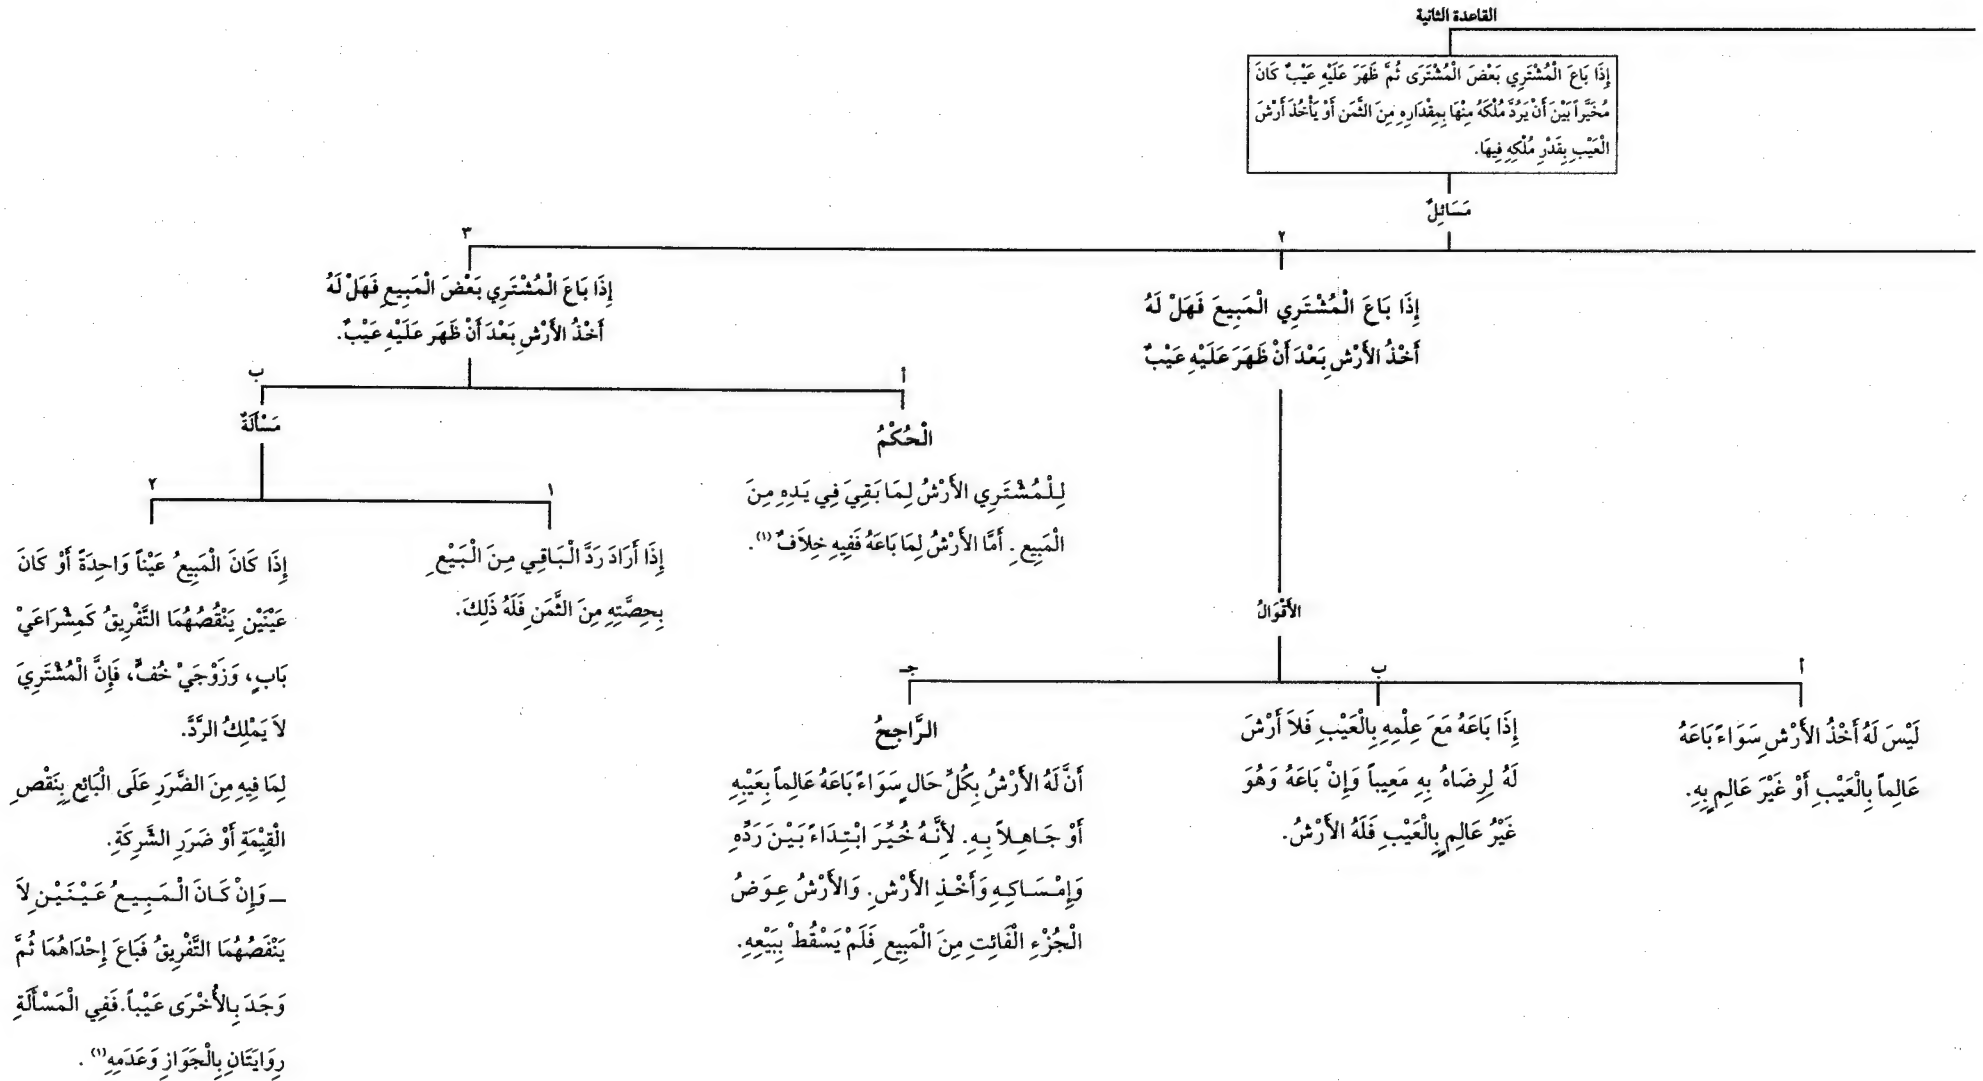 القاعدة الثانية
إِذَا بَاعَ الْمُشْتَرِي بَعْضَ الْمُشْتَرَى ثُمَّ ظَهَرَ عَلَيْهِ عَيْبٌ كَانَ
مُخَيَّراً بَيْنَ أَنْ يَرُدَّ مُلْكَهُ مِنْهَا بِمِقْدَارِهِ مِنَ الثَّمَنِ أَوْ يَأْخُذَ أَرْشَ
الْعَيْبِ بِقَدْرِ مُلْكِهِ فِيهَا.
مَسَائِلُ
٢
إِذَا بَاعَ الْمُشْتَرِي الْمَبِيعَ فَهَلْ لَهُ
أَخْذُ الأَرْشِ بَعْدَ أَنْ ظَهَرَ عَلَيْهِ عَيْبٌ
الأَقْوَالُ
أ
لَيْسَ لَهُ أَخْذُ الأَرْشِ سَوَاءً بَاعَهُ
عَالِماً بِالْعَيْبِ أَوْ غَيْرَ عَالِمٍ بِهِ.
ب
إِذَا بَاعَهُ مَعَ عِلْمِهِ بِالْعَيْبِ فَلاَ أَرْشَ
لَهُ لِرِضَاهُ بِهِ مَعِيباً وَإِنْ بَاعَهُ وَهُوَ
غَيْرُ عَالِمٍ بِالْعَيْبِ فَلَهُ الأَرْشُ.
جـ
الرَّاجِحُ
أَنَّ لَهُ الأَرْشُ بِكُلِّ حَالٍ سَوَاءً بَاعَهُ عَالِماً بِعَيْبِهِ
أَوْ جَاهِلاً بِهِ. لأَنَّهُ خُيِّرَ ابْتِدَاءً بَيْنَ رَدِّهِ
وَإِمْسَاكِهِ وَأَخْذِ الأَرْشِ. وَالأَرْشُ عِوَضُ
الْجُزْءِ الْفَائِتِ مِنَ الْمَبِيعِ فَلَمْ يَسْقُطْ بِبَيْعِهِ.
٣
إِذَا بَاعَ الْمُشْتَرِي بَعْضَ الْمَبِيعِ فَهَلْ لَهُ
أَخْذُ الأَرْشِ بَعْدَ أَنْ ظَهَر عَلَيْهِ عَيْبٌ.
أ
الْحُكْمُ
لِلْمُشْتَرِي الأَرْشُ لِمَا بَقِيَ فِي يَدِهِ مِنَ
الْمَبِيعِ. أَمَّا الأَرْشُ لِمَا بَاعَهُ فَفِيهِ خِلاَفٌ (١).
ب
مَسْأَلَةٌ
١
إِذَا أَرَادَ رَدَّ الْبَاقِي مِنَ الْبَيْعِ
بِحِصَّتِهِ مِنَ الثَّمَنِ فَلَهُ ذَلِكَ.
٢
إِذَا كَانَ الْمَبِيعُ عَيْناً وَاحِدَةً أَوْ كَانَ
عَيْنَيْنِ يَنْقُصُهُمَا التَّفْرِيقُ كَمِشْرَاعَيْ
بَابٍ، وَزَوْجَيْ خُفٍّ، فَإِنَّ الْمُشْتَرِيَ
لاَ يَمْلِكُ الرَّدَّ.
لِمَا فِيهِ مِنَ الضَّرَرِ عَلَى الْبَائِعِ بِنَقْصِ
الْقِيْمَةِ أَوْ ضَرَرِ الشَّرِكَةِ.
ــ وَإِنْ كَانَ الْمَبِيعُ عَيْنَيْنِ لاَ
يَنْقَصُهُمَا التَّفْرِيقُ فَبَاعَ إِحْدَاهُمَا ثُمَّ
وَجَدَ بِالأُخْرَى عَيْباً. فَفِي الْمَسْأَلَةِ
رِوَايَتَانِ بِالْجَوَازِ وَعَدَمِهِ (١) .